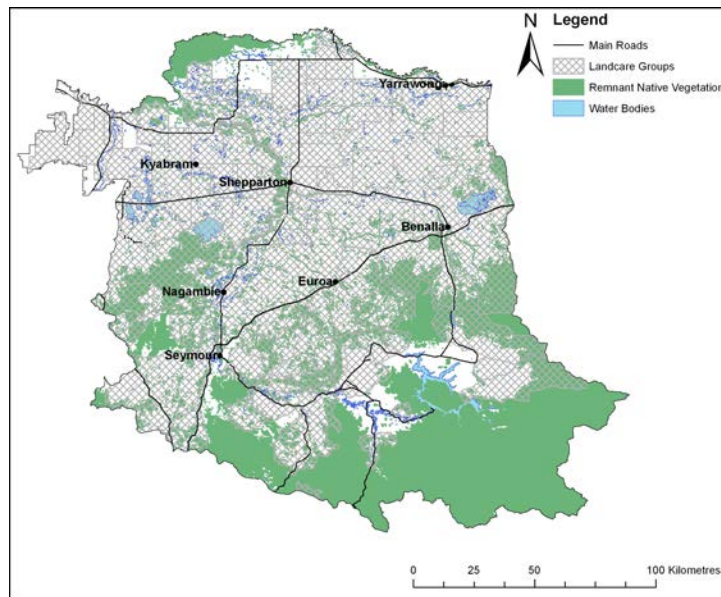 N
Legend
Main Roads
Landcare Groups
Remnant Native Vegetation
Water Bodies
Yarrawonga
Kyabram
Shepparton
Benalla
Euroa
Nagambie
Seymour
0 25 50 100 Kilometres